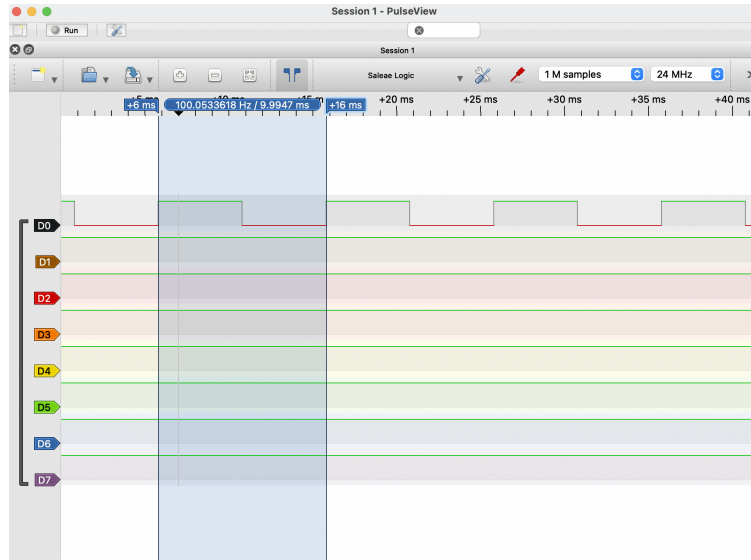 Session 1 - PulseView
Run
Session 1
Saleae Logic
1 M samples
24 MHz
+6 ms
100.0533618 Hz / 9.9947 ms
+16 ms
+20 ms
+25 ms
+30 ms
+35 ms
+40 ms
D0
D1
D2
D3
D4
D5
D6
D7